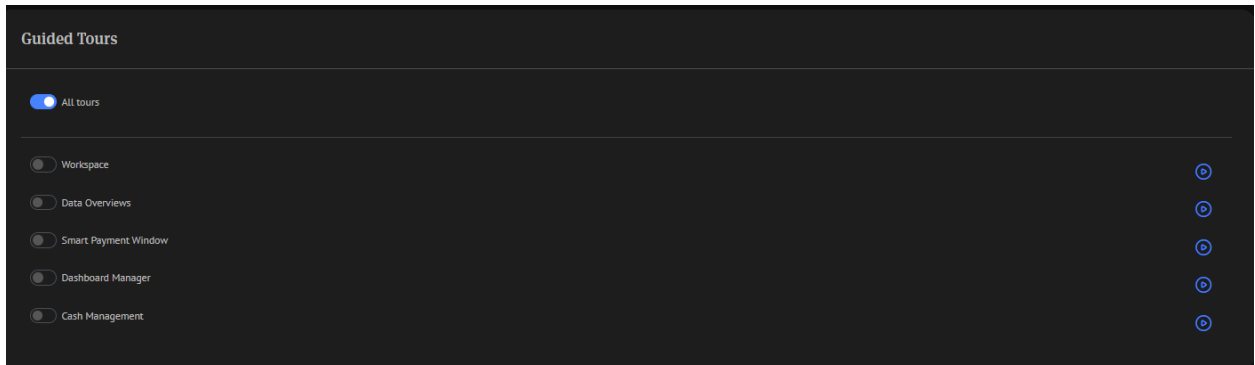 Guided Tours
All tours
Workspace
Data Overviews
Smart Payment Window
Dashboard Manager
Cash Management